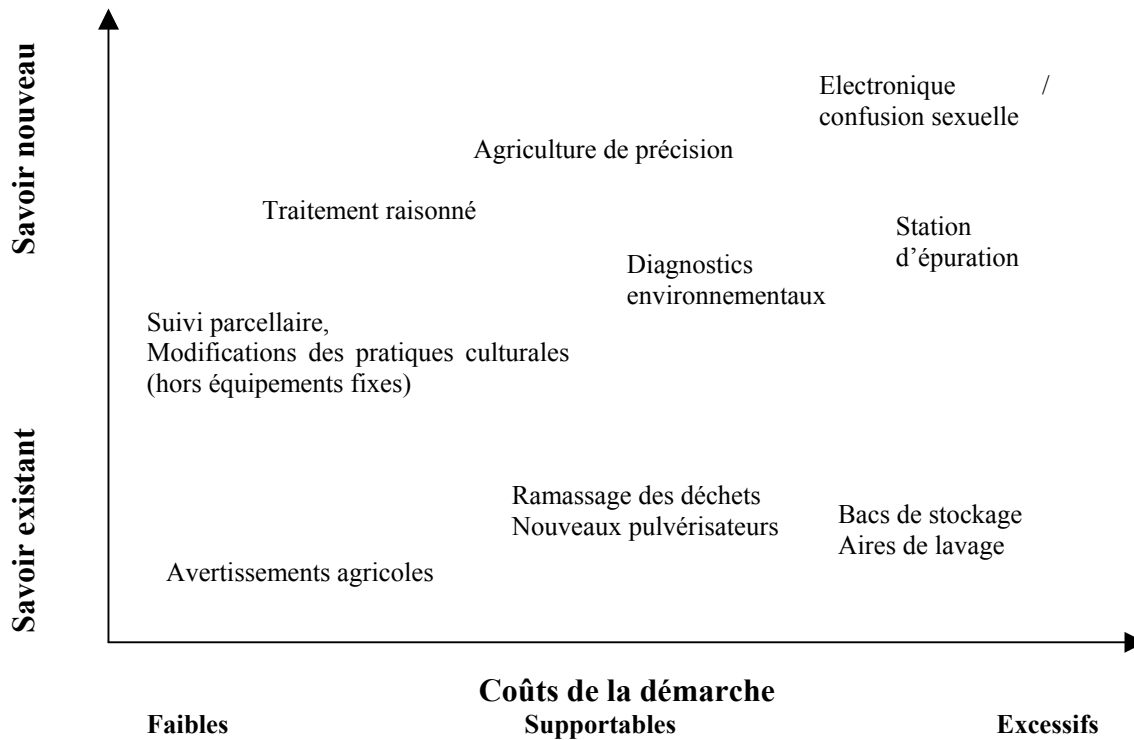 Savoir nouveau
Electronique /
confusion sexuelle
Agriculture de précision
Traitement raisonné
Station
d’épuration
Diagnostics
environnementaux
Suivi parcellaire,
Modifications des pratiques culturales
(hors équipements fixes)
Savoir existant
Ramassage des déchets
Nouveaux pulvérisateurs
Bacs de stockage
Aires de lavage
Avertissements agricoles
Coûts de la démarche
Faibles Supportables Excessifs